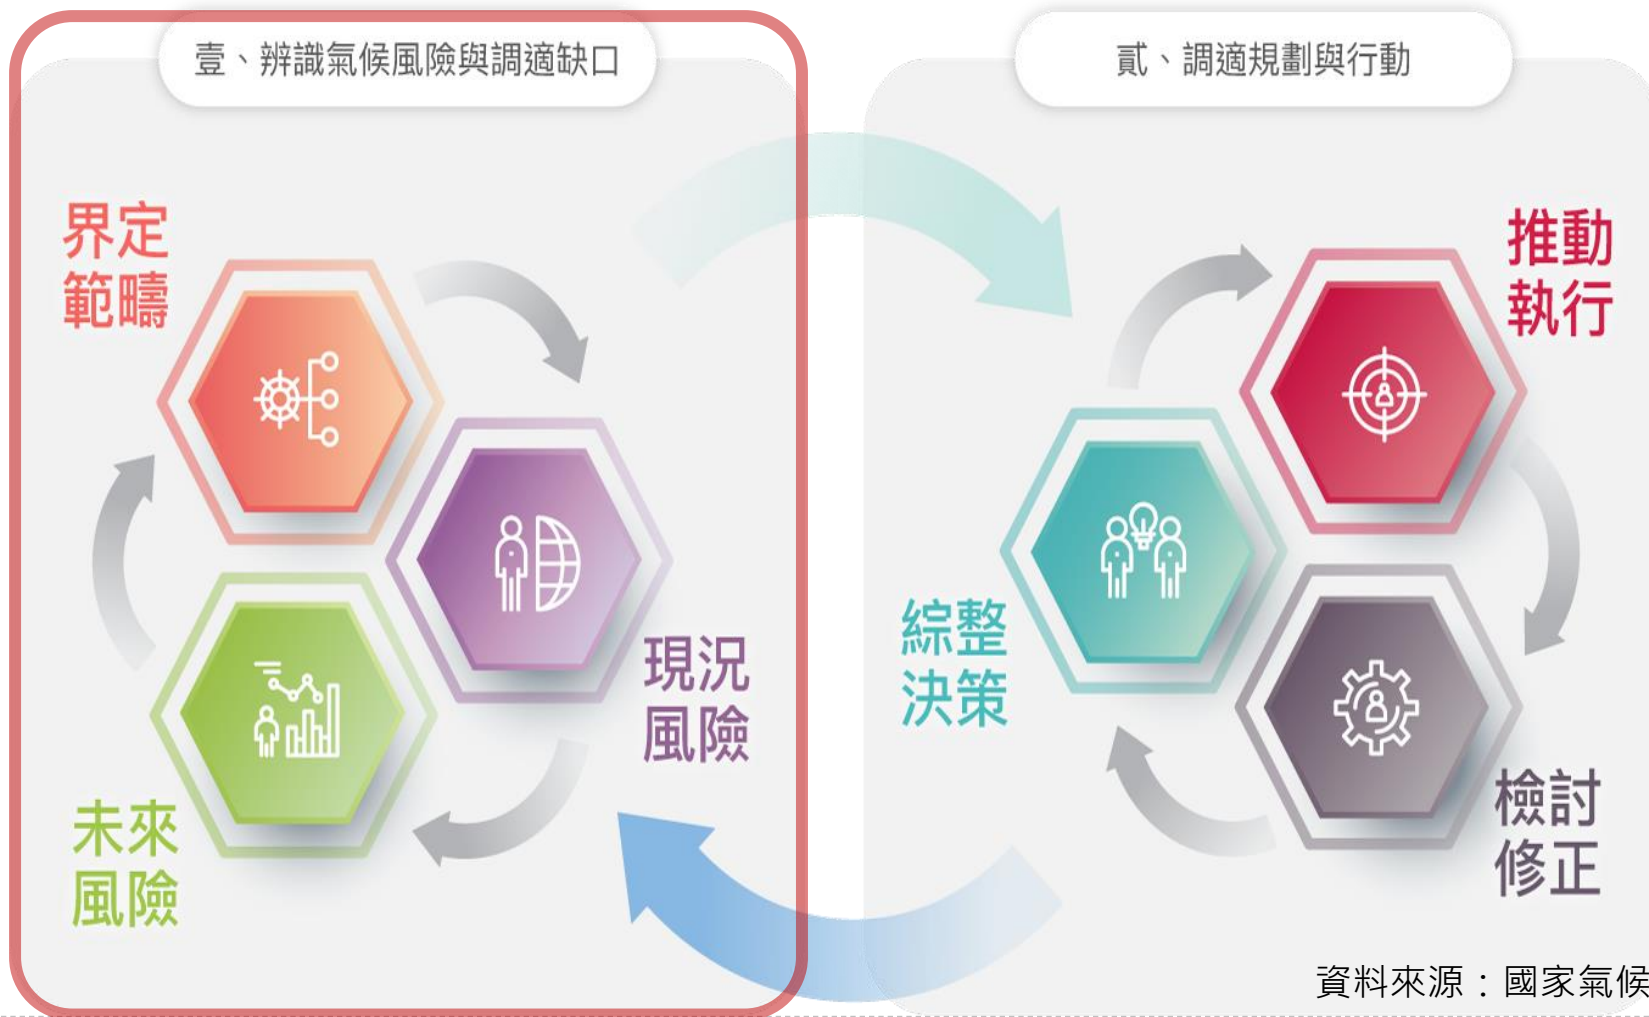 壹、辨識氣候風險與調適缺口
界定
範疇
現況
風險
未來
風險
貳、調適規劃與行動
推動
執行
綜整
決策
檢討
修正
資料來源：國家氣候